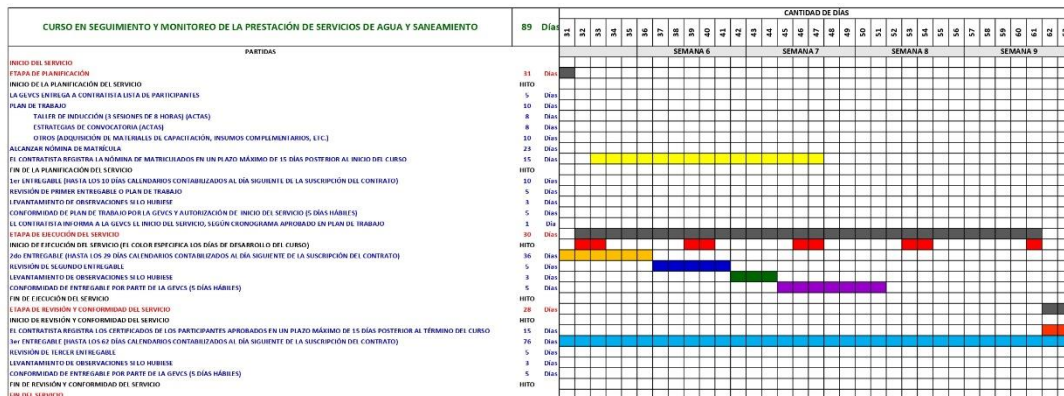 CANTIDAD DE DÍAS
CURSO EN SEGUIMIENTO Y MONITOREO DE LA PRESTACIÓN DE SERVICIOS DE AGUA Y SANEAMIENTO 89 Días 31 32 33 34 35 36 37 38 39 40 41 42 43 44 45 46 47 48 49 50 51 52 53 54 55 56 57 58 59 60 61 62
PARTIDAS SEMANA 6 SEMANA 7 SEMANA 8 SEMANA 9
INICIO DEL SERVICIO
ETAPA DE PLANIFICACIÓN 31 Días
INICIO DE LA PLANIFICACIÓN DEL SERVICIO HITO
LA GEVCS ENTREGA A CONTRATISTA LISTA DE PARTICIPANTES 5 Días
PLAN DE TRABAJO 10 Días
TALLER DE INDUCCIÓN (3 SESIONES DE 8 HORAS) (ACTAS) 8 Días
ESTRATEGIAS DE CONVOCATORIA (ACTAS) 8 Días
OTROS (ADQUISICIÓN DE MATERIALES DE CAPACITACIÓN, INSUMOS COMPLEMENTARIOS, ETC.) 10 Días
ALCANZAR NÓMINA DE MATRÍCULA 23 Días
EL CONTRATISTA REGISTRA LA NÓMINA DE MATRICULADOS EN UN PLAZO MÁXIMO DE 15 DÍAS POSTERIOR AL INICIO DEL CURSO 15 Días
FIN DE LA PLANIFICACIÓN DEL SERVICIO HITO
1er ENTREGABLE (HASTA LOS 10 DÍAS CALENDARIOS CONTABILIZADOS AL DÍA SIGUIENTE DE LA SUSCRIPCIÓN DEL CONTRATO) 10 Días
REVISIÓN DE PRIMER ENTREGABLE O PLAN DE TRABAJO 5 Días
LEVANTAMIENTO DE OBSERVACIONES SI LO HUBIESE 3 Días
CONFORMIDAD DE PLAN DE TRABAJO POR LA GEVCS Y AUTORIZACIÓN DE INICIO DEL SERVICIO (5 DÍAS HÁBILES) 5 Días
EL CONTRATISTA INFORMA A LA GEVCS EL INICIO DEL SERVICIO, SEGÚN CRONOGRAMA APROBADO EN PLAN DE TRABAJO 1 Día
ETAPA DE EJECUCIÓN DEL SERVICIO 30 Días
INICIO DE EJECUCIÓN DEL SERVICIO (EL COLOR ESPECIFICA LOS DÍAS DE DESARROLLO DEL CURSO) HITO
2do ENTREGABLE (HASTA LOS 29 DÍAS CALENDARIOS CONTABILIZADOS AL DÍA SIGUIENTE DE LA SUSCRIPCIÓN DEL CONTRATO) 36 Días
REVISIÓN DE SEGUNDO ENTREGABLE 5 Días
LEVANTAMIENTO DE OBSERVACIONES SI LO HUBIESE 3 Días
CONFORMIDAD DE ENTREGABLE POR PARTE DE LA GEVCS (5 DÍAS HÁBILES) 5 Días
FIN DE EJECUCIÓN DEL SERVICIO HITO
ETAPA DE REVISIÓN Y CONFORMIDAD DEL SERVICIO 28 Días
INICIO DE REVISIÓN Y CONFORMIDAD DEL SERVICIO HITO
EL CONTRATISTA REGISTRA LOS CERTIFICADOS DE LOS PARTICIPANTES APROBADOS EN UN PLAZO MÁXIMO DE 15 DÍAS POSTERIOR AL TÉRMINO DEL CURSO 15 Días
3er ENTREGABLE (HASTA LOS 62 DÍAS CALENDARIOS CONTABILIZADOS AL DÍA SIGUIENTE DE LA SUSCRIPCIÓN DEL CONTRATO) 76 Días
REVISIÓN DE TERCER ENTREGABLE 5 Días
LEVANTAMIENTO DE OBSERVACIONES SI LO HUBIESE 3 Días
CONFORMIDAD DE ENTREGABLE POR PARTE DE LA GEVCS (5 DÍAS HÁBILES) 5 Días
FIN DE REVISIÓN Y CONFORMIDAD DEL SERVICIO HITO
FIN DEL SERVICIO